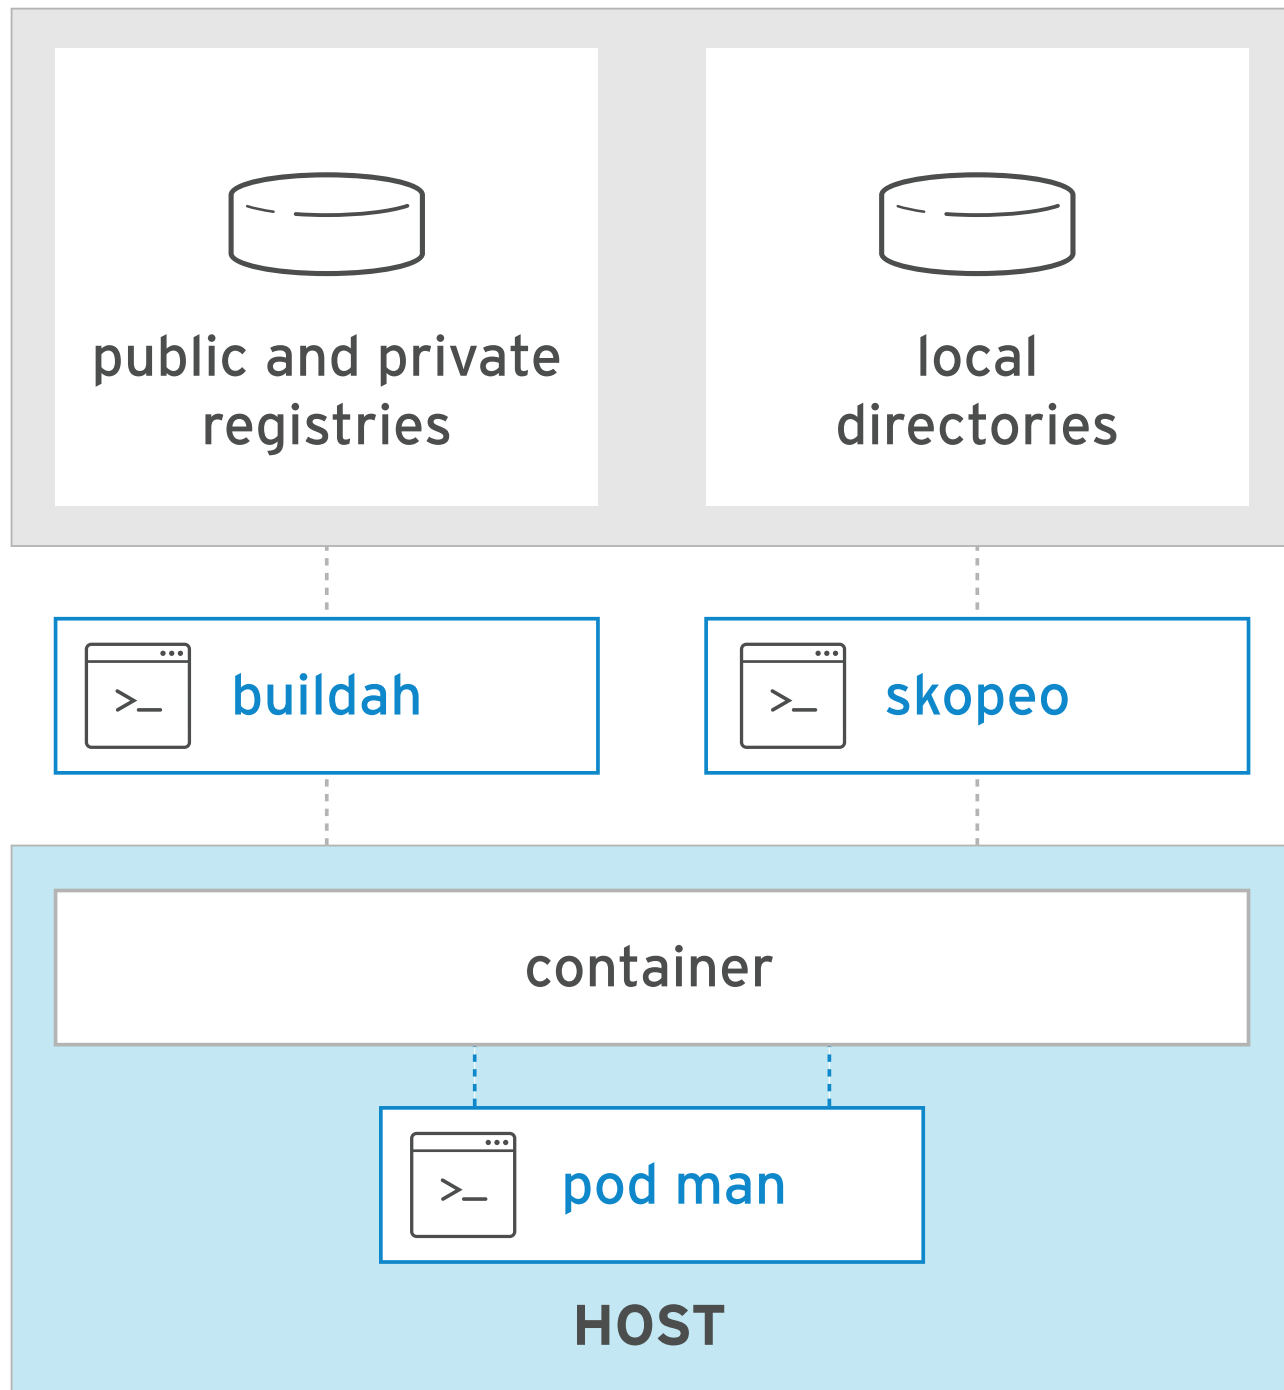 public and private
registries
local
directories
>_ buildah
>_ skopeo
container
>_ pod man
HOST